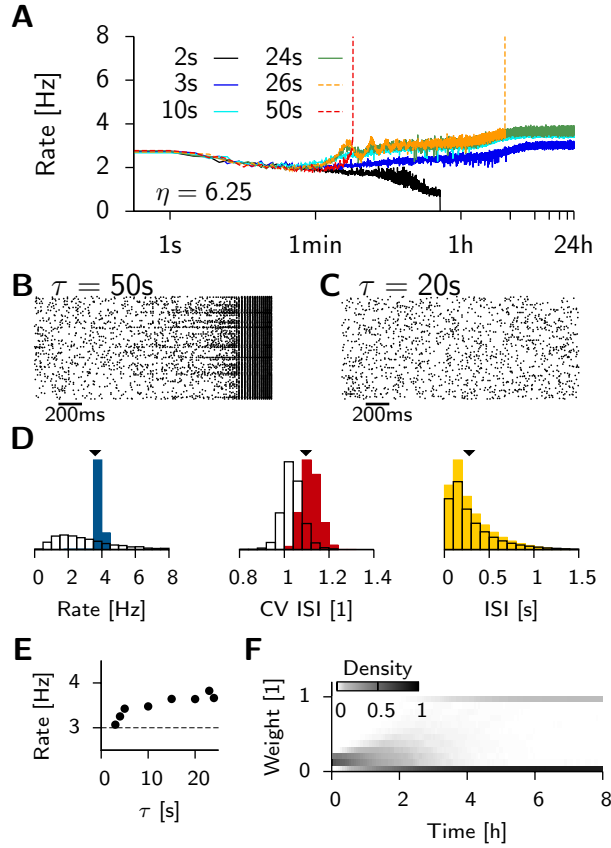 A
Rate [Hz]
8
6
4
2
0
2s
3s
10s
24s
26s
50s
η = 6.25
1s
1min
1h
24h
B
τ = 50s
200ms
C
τ = 20s
200ms
D
0 2 4 6 8
Rate [Hz]
0.8 1 1.2 1.4
CV ISI [1]
0 0.5 1 1.5
ISI [s]
E
Rate [Hz]
4
3
0 10 20
τ [s]
F
Weight [1]
1
0
Density
0 0.5 1
0 2 4 6 8
Time [h]